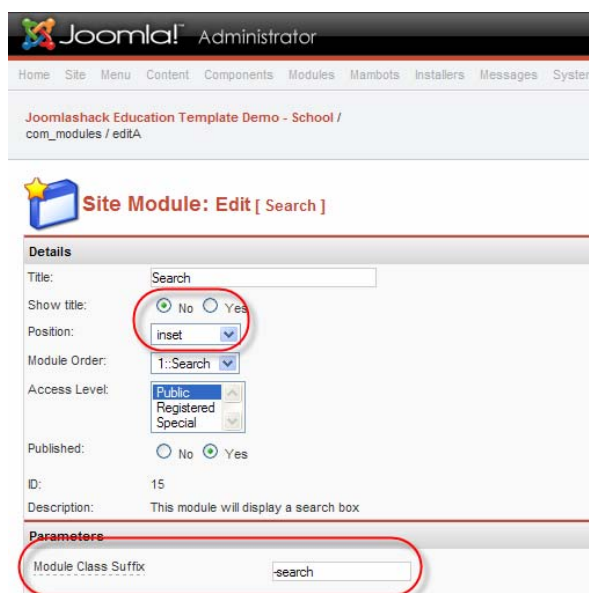 Joomla! Administrator
Home Site Menu Content Components Modules Mambots Installers Messages System
Joomlashack Education Template Demo - School /
com_modules / editA
Site Module: Edit [ Search ]
Details
Title: Search
Show title: No Yes
Position: inset
Module Order: 1::Search
Access Level: Public
Registered
Special
Published: No Yes
ID: 15
Description: This module will display a search box
Parameters
Module Class Suffix -search